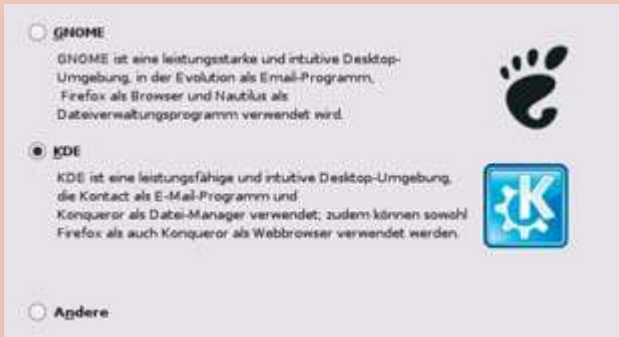 GNOME
GNOME ist eine leistungsstarke und intuitive Desktop-
Umgebung, in der Evolution als Email-Programm,
Firefox als Browser und Nautilus als
Dateiverwaltungsprogramm verwendet wird.
KDE
KDE ist eine leistungsfähige und intuitive Desktop-Umgebung,
die Kontact als E-Mail-Programm und
Konqueror als Datei-Manager verwendet; zudem können sowohl
Firefox als auch Konqueror als Webbrowser verwendet werden.
K
Andere